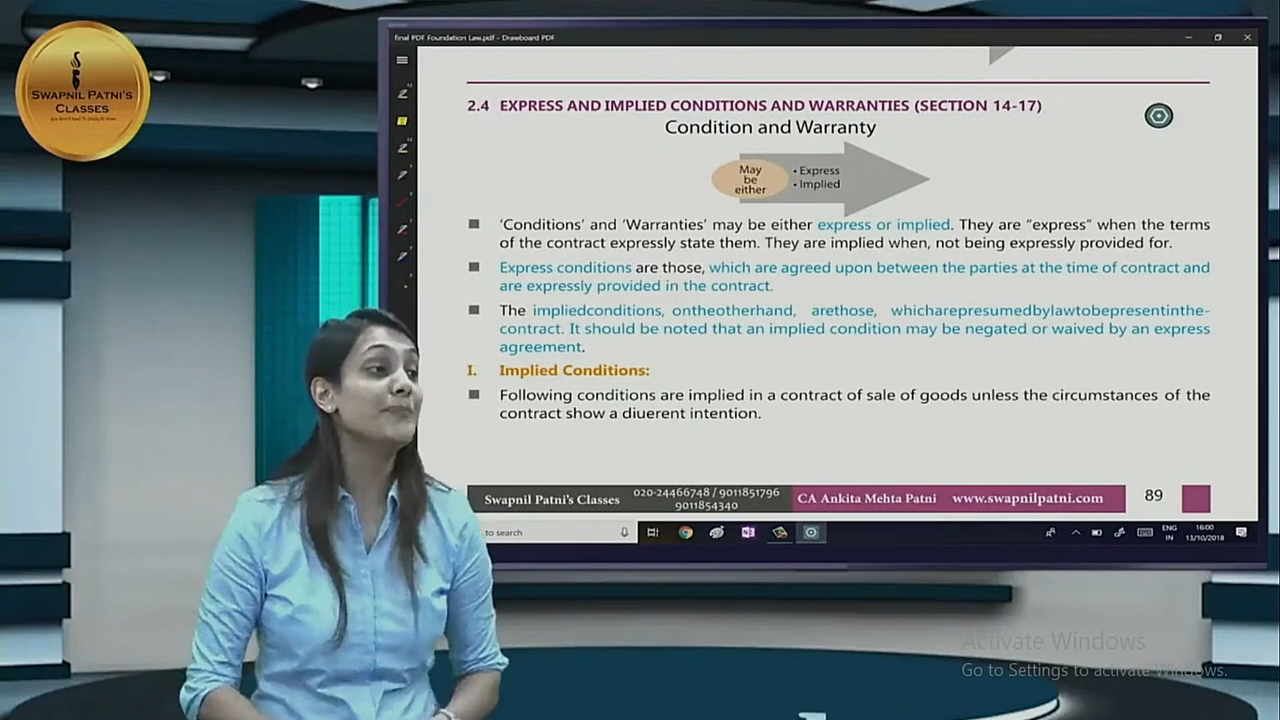 SWAPNIL PATNI'S
CLASSES
final PDF Foundation Law.pdf - Drawboard PDF
2.4 EXPRESS AND IMPLIED CONDITIONS AND WARRANTIES (SECTION 14-17)
Condition and Warranty
May
be
either
• Express
• Implied
‘Conditions’ and ‘Warranties’ may be either express or implied. They are “express” when the terms
of the contract expressly state them. They are implied when, not being expressly provided for.
Express conditions are those, which are agreed upon between the parties at the time of contract and
are expressly provided in the contract.
The impliedconditions, ontheotherhand, arethose, whicharepresumedbylawtobepresentinthe-
contract. It should be noted that an implied condition may be negated or waived by an express
agreement.
I. Implied Conditions:
Following conditions are implied in a contract of sale of goods unless the circumstances of the
contract show a diuerent intention.
Swapnil Patni's Classes 020-24466748 / 9011851796
9011854340
CA Ankita Mehta Patni www.swapnilpatni.com 89
to search
ENG
IN
16:00
13/10/2018
Activate Windows
Go to Settings to activate Windows.